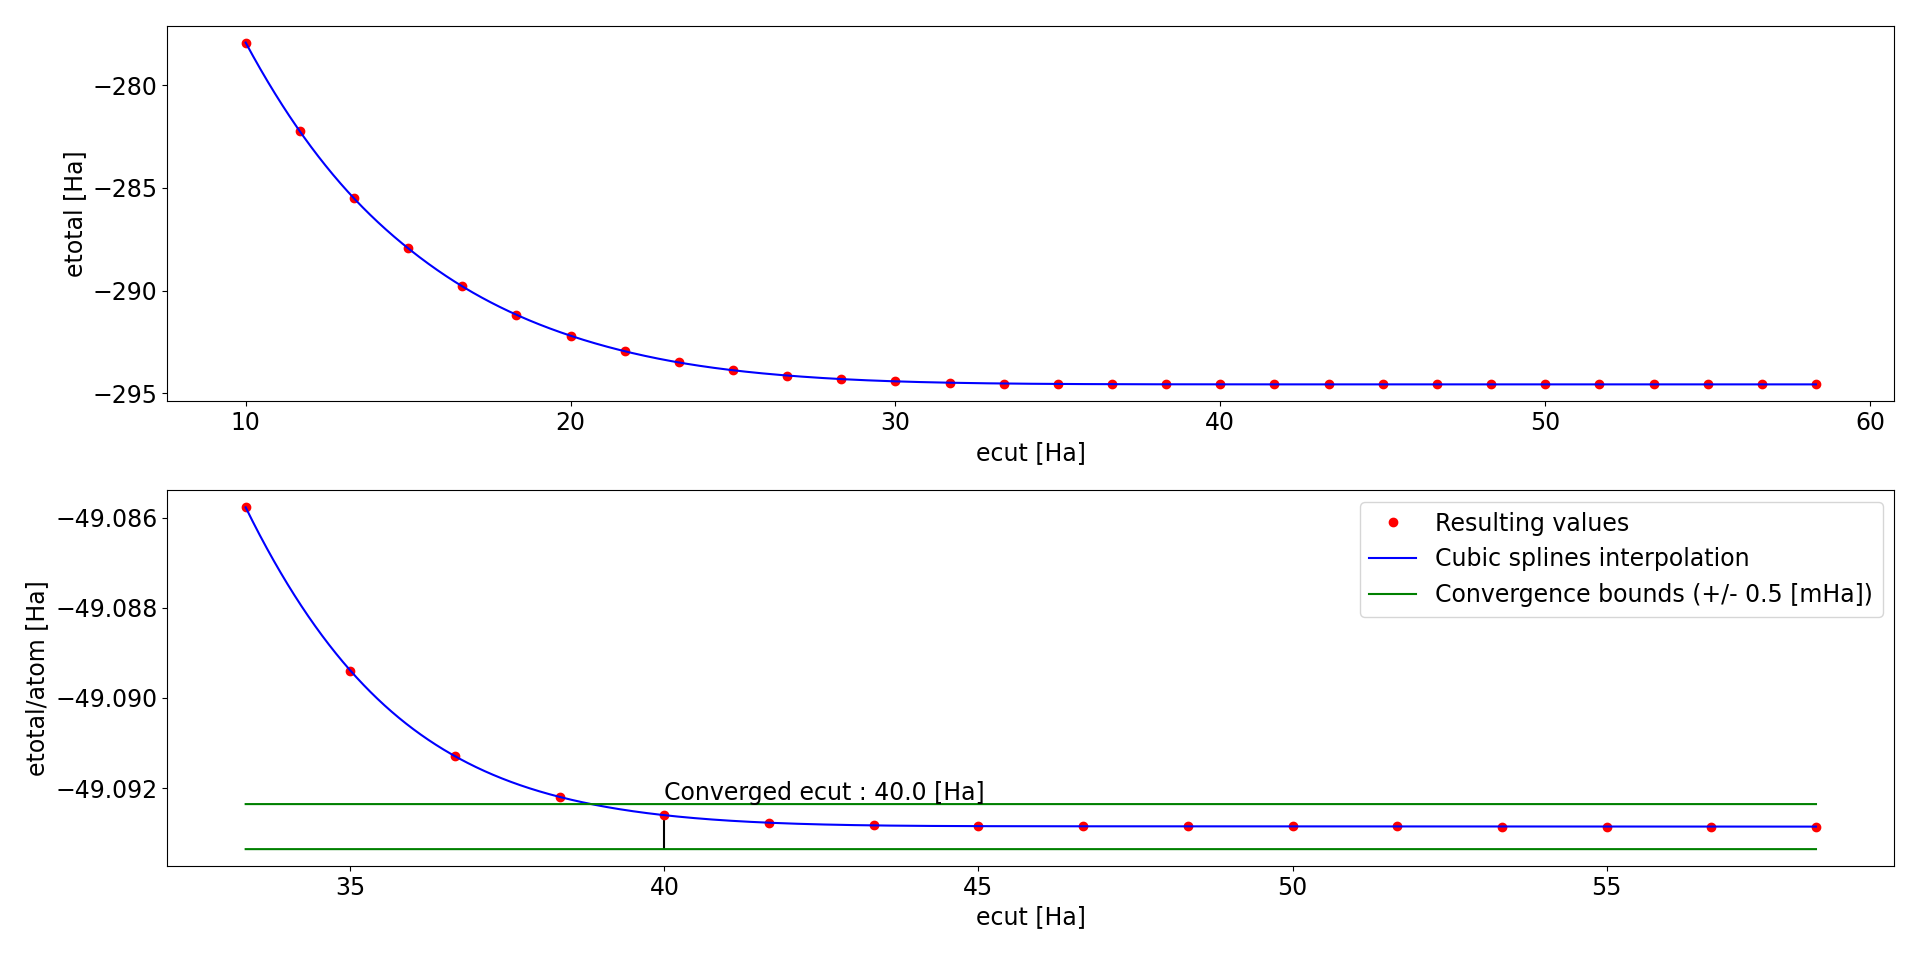 −280
−285
−290
−295
etotal [Ha]
10 20 30 40 50 60
ecut [Ha]
−49.086
−49.088
−49.090
−49.092
etotal/atom [Ha]
Resulting values
Cubic splines interpolation
Convergence bounds (+/- 0.5 [mHa])
Converged ecut : 40.0 [Ha]
35 40 45 50 55
ecut [Ha]